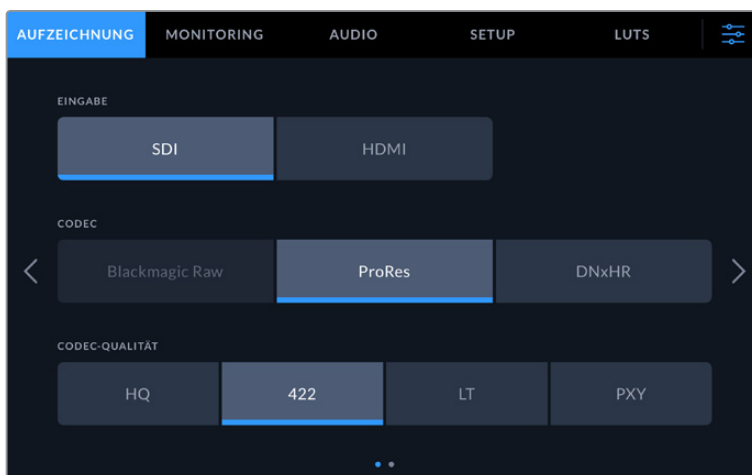 AUFZEICHNUNG MONITORING AUDIO SETUP LUTS
EINGABE
SDI HDMI
CODEC
Blackmagic Raw ProRes DNxHR
CODEC-QUALITÄT
HQ 422 LT PXY